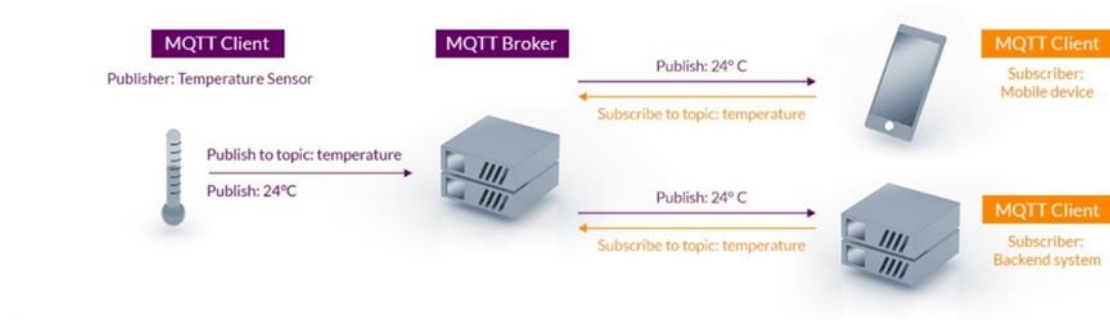 MQTT Client
Publisher: Temperature Sensor
Publish to topic: temperature
Publish: 24°C
MQTT Broker
Publish: 24° C
Subscribe to topic: temperature
MQTT Client
Subscriber:
Mobile device
Publish: 24° C
Subscribe to topic: temperature
MQTT Client
Subscriber:
Backend system